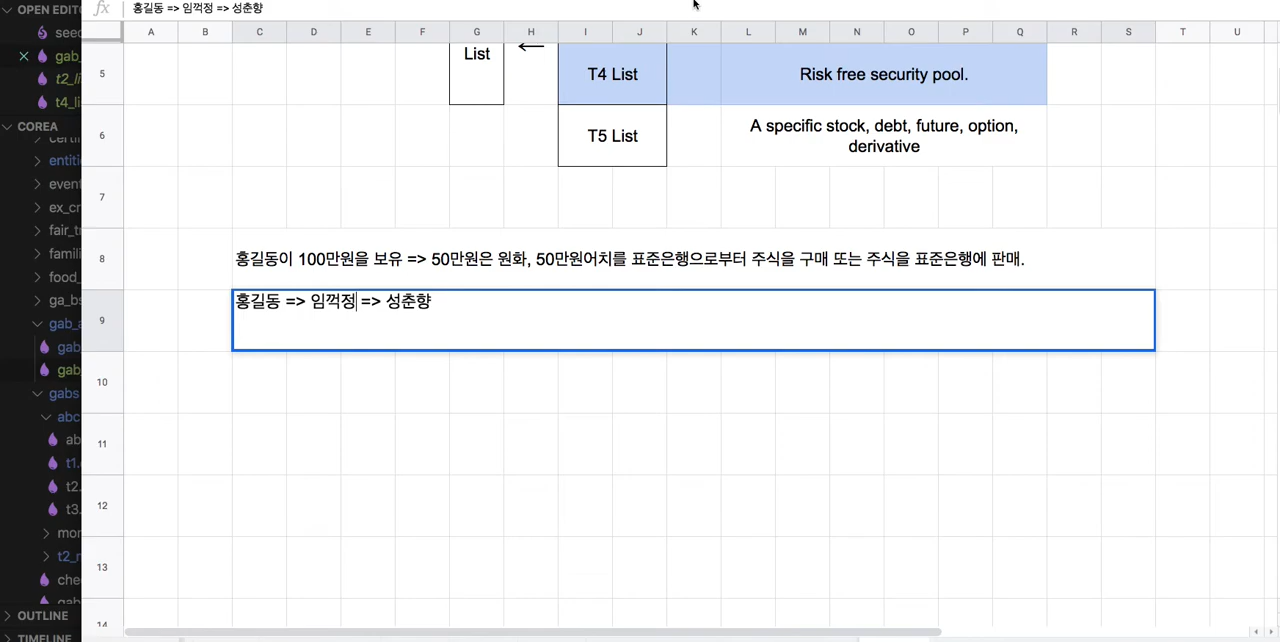 OPEN EDIT
fx 홍길동 => 임꺽정 => 성춘향
A B C D E F G H I J K L M N O P Q R S T U
List ←
5 T4 List Risk free security pool.
6 T5 List A specific stock, debt, future, option,
derivative
7
8 홍길동이 100만원을 보유 => 50만원은 원화, 50만원어치를 표준은행으로부터 주식을 구매 또는 주식을 표준은행에 판매.
9 홍길동 => 임꺽정 => 성춘향
10
11
12
13
14
seed
gab_
t2_li
t4_li
COREA
certifi
entiti
event
ex_cr
fair_tr
famili
food_
ga_bs
gab_a
gab
gab
gabs
abc
ab
t1.
t2.
t3.
mor
t2_r
che
gab
OUTLINE
TIMELINE